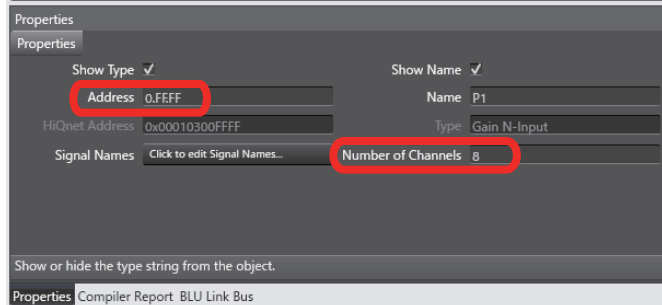 Properties
Properties
Show Type ✓ Show Name ✓
Address 0.FF.FF Name P1
HiQnet Address 0x00010300FFFF Type Gain N-Input
Signal Names Click to edit Signal Names... Number of Channels 8
Show or hide the type string from the object.
Properties Compiler Report BLU Link Bus